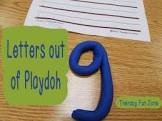 Letters out
of Playdoh
Therapy Fun Zone